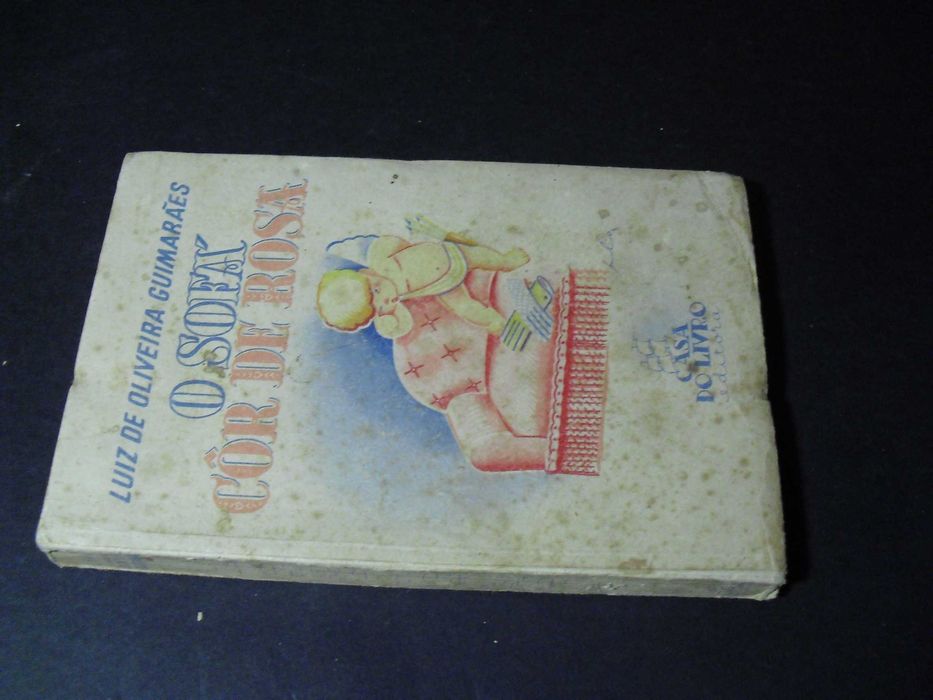 LUIZ DE OLIVEIRA GUIMARÃES
O SOFÁ
CÔR DE ROSA
CASA
DO LIVRO
editora